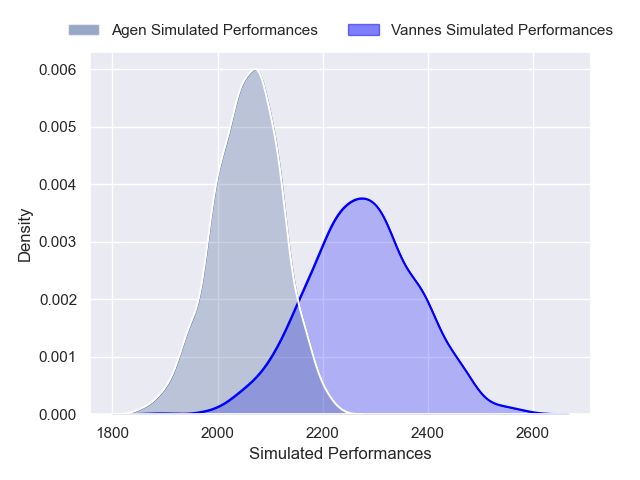 Agen Simulated Performances Vannes Simulated Performances
0.006
0.005
0.004
0.003
0.002
0.001
0.000
Density
1800 2000 2200 2400 2600
Simulated Performances